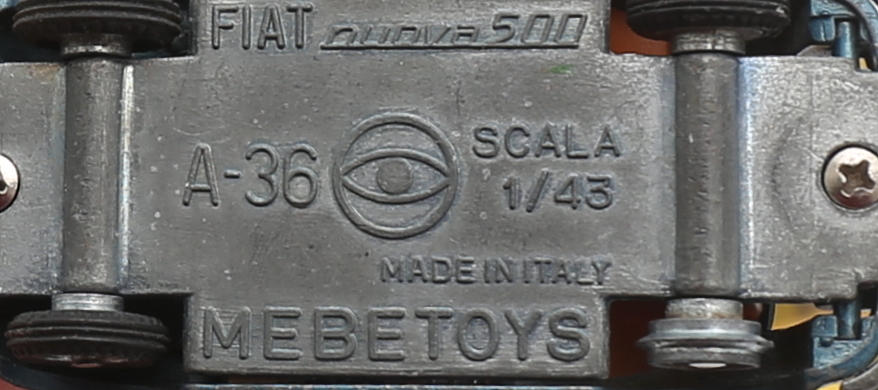 FIAT nuova 500
A-36
SCALA
1/43
MADE IN ITALY
MEBETOYS